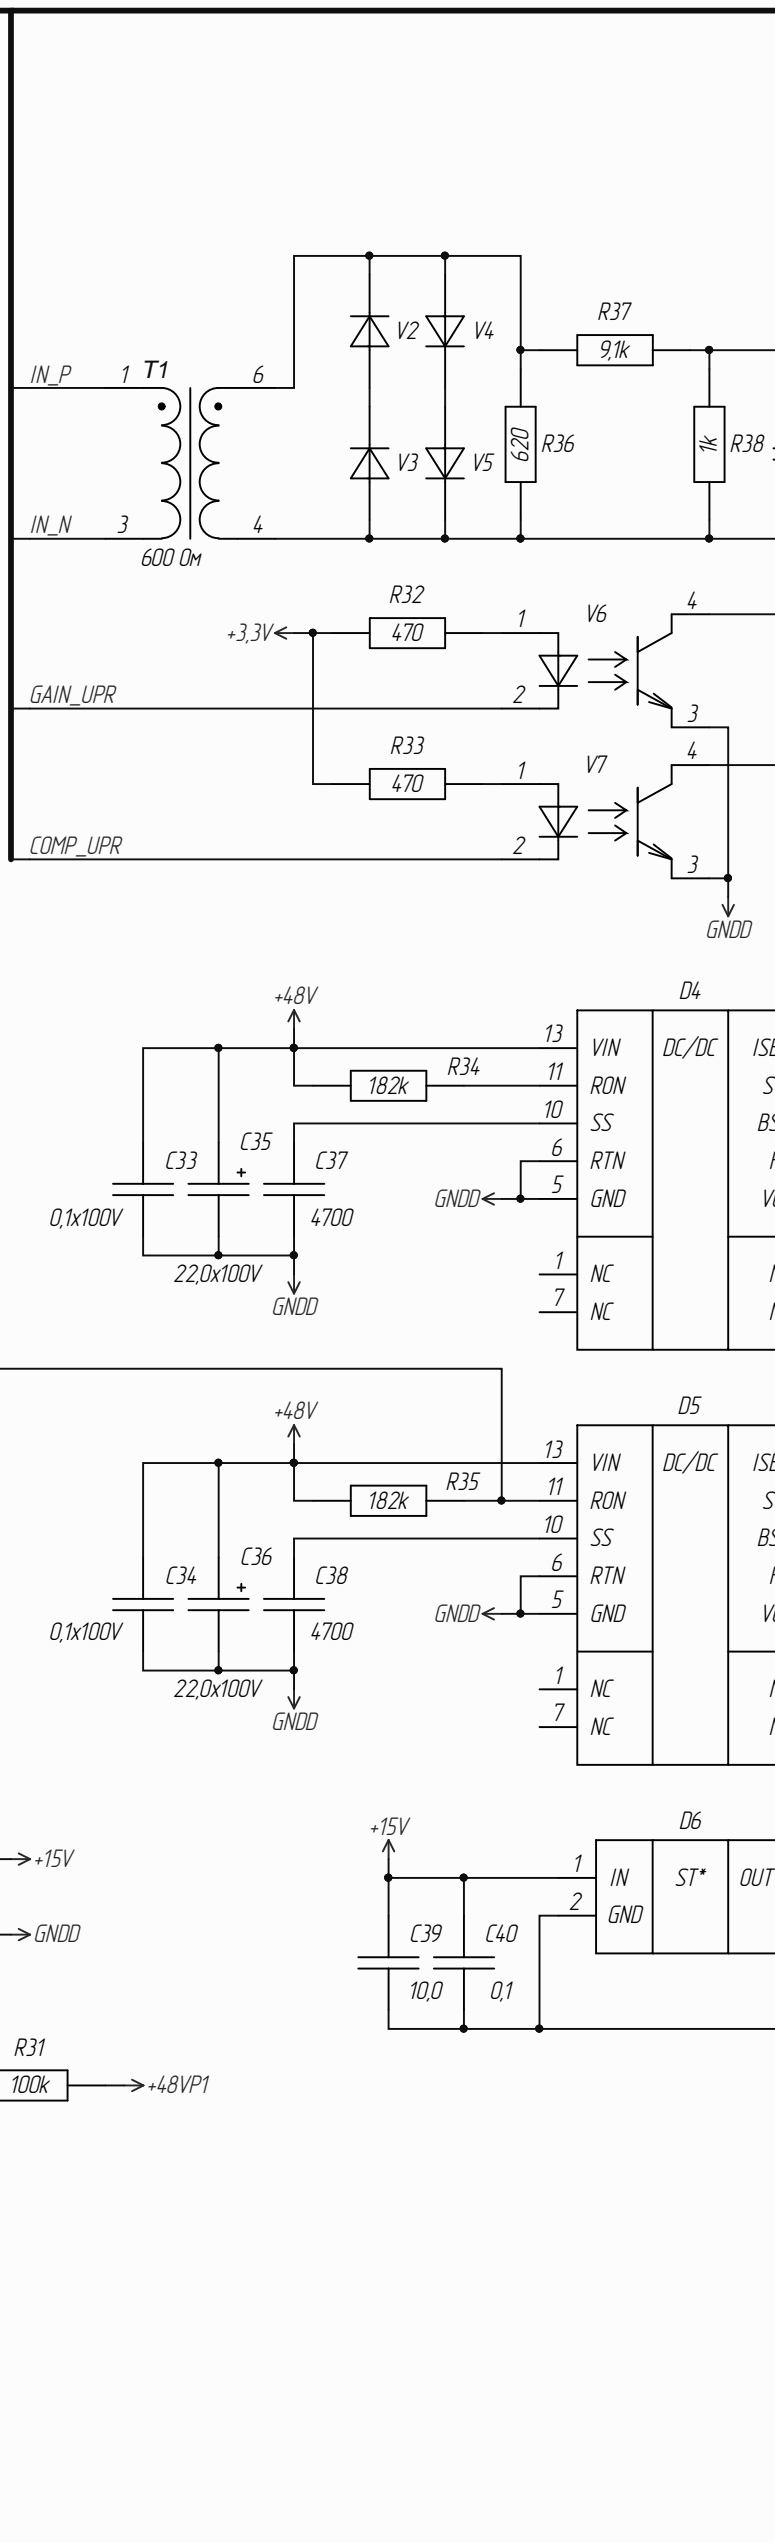 R37
9,1k
V2
V4
IN_P
1
T1
6
620
R36
1k
R38
V3
V5
IN_N
3
4
600 Ом
R32
+3,3V
470
1
V6
4
GAIN_UPR
2
3
R33
470
1
V7
4
COMP_UPR
2
3
GNDD
D4
+48V
13
VIN
DC/DC
R34
182k
11
RON
10
SS
C33
C35
+
C37
6
RTN
0,1x100V
4700
GNDD
5
GND
22,0x100V
1
NC
GNDD
7
NC
D5
+48V
13
VIN
DC/DC
R35
182k
11
RON
10
SS
C34
C36
+
C38
6
RTN
0,1x100V
4700
GNDD
5
GND
22,0x100V
1
NC
GNDD
7
NC
+15V
D6
+15V
1
IN
ST*
OUT
2
GND
GNDD
C39
C40
10,0
0,1
R31
100k
+48VP1